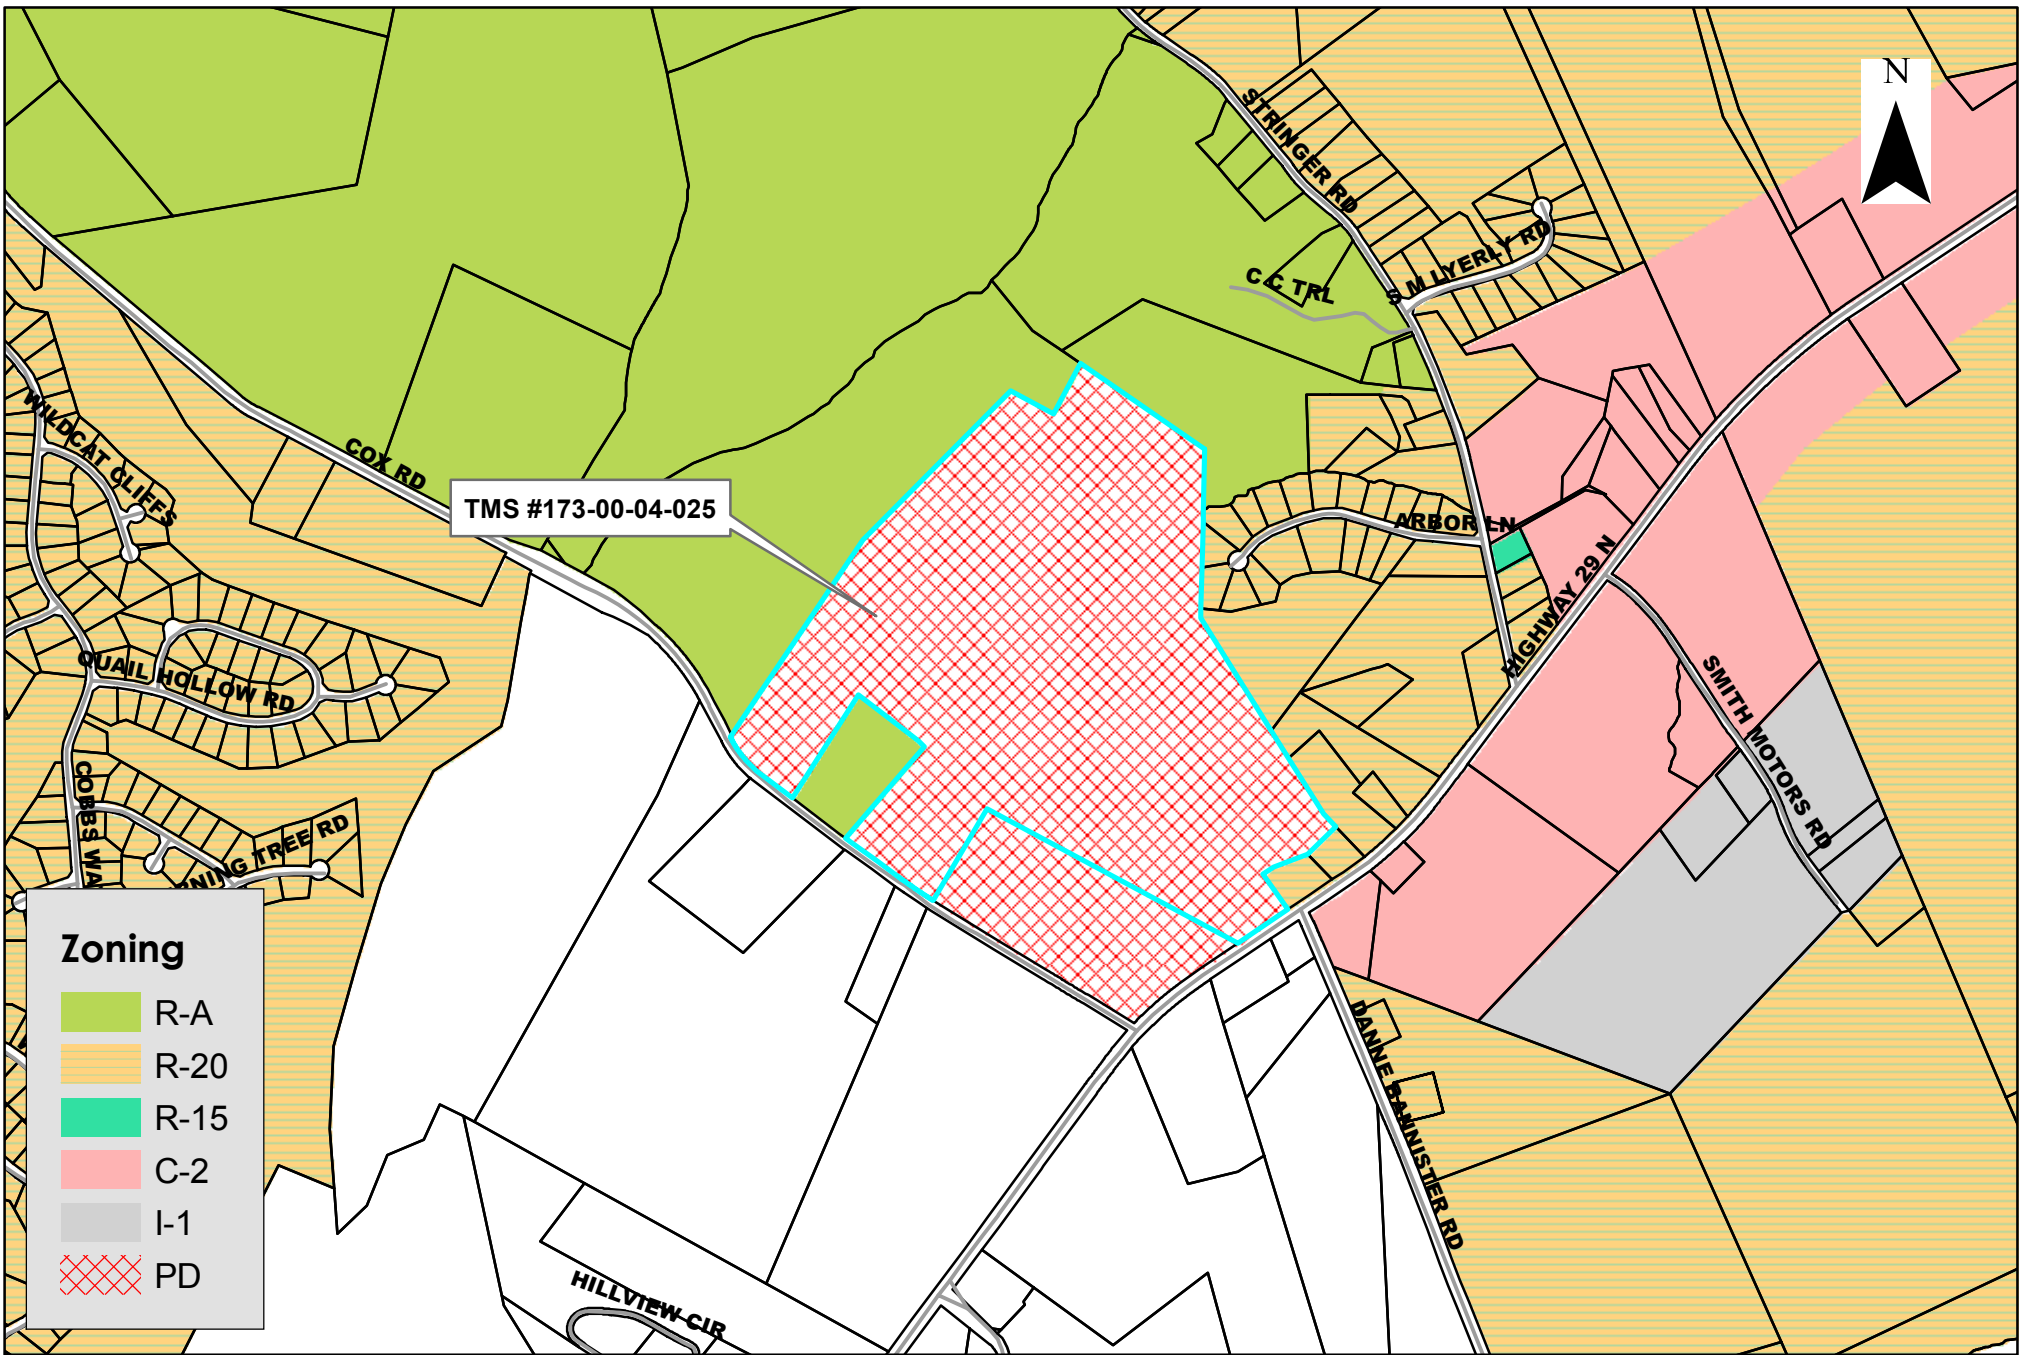 N
STRINGER RD
S M LYERLY RD
C C TRL
WILDCAT CLIFFS
COX RD
TMS #173-00-04-025
ARBOR LN
HIGHWAY 29 N
QUAIL HOLLOW RD
SMITH MOTORS RD
COBBS WA
RNING TREE RD
Zoning
R-A
R-20
R-15
C-2
I-1
PD
DANNE BANNISTER RD
HILLVIEW CIR